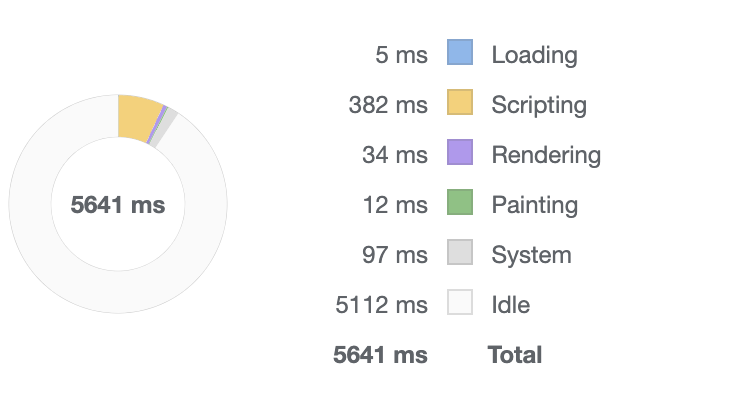 5 ms Loading
382 ms Scripting
34 ms Rendering
5641 ms
12 ms Painting
97 ms System
5112 ms Idle
5641 ms Total